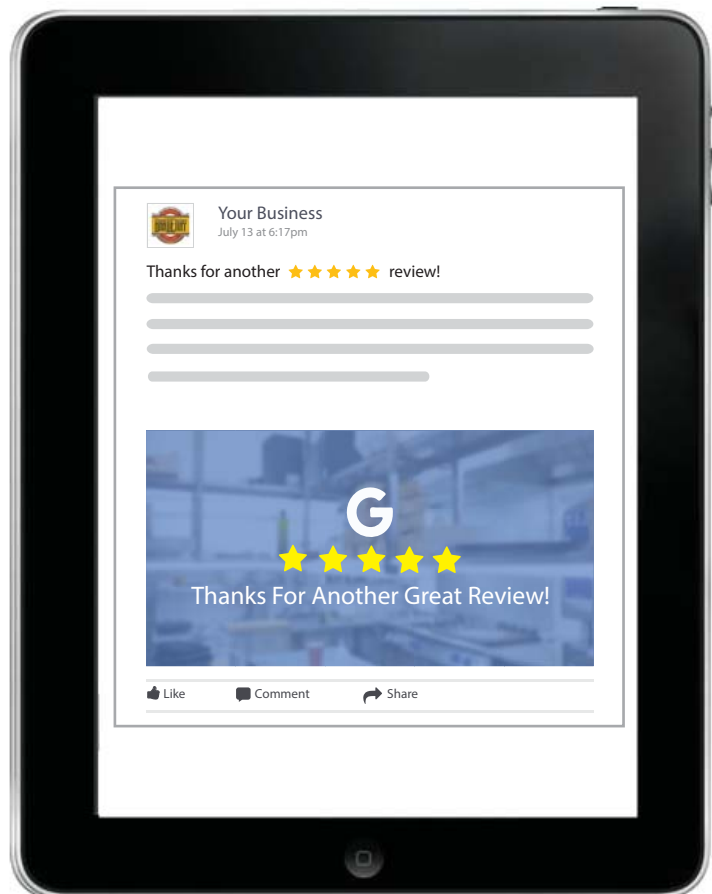 Your Business
July 13 at 6:17pm
Thanks for another ★★★★★ review!
G
Thanks For Another Great Review!
Like Comment Share